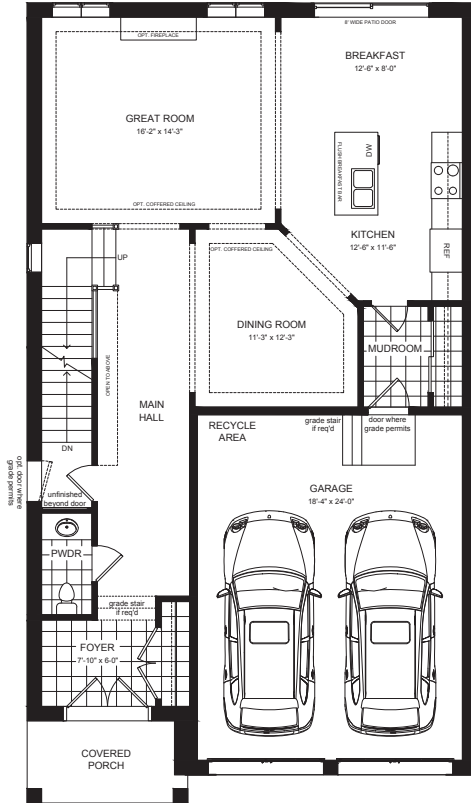 8' WIDE PATIO DOOR
OPT. FIREPLACE
BREAKFAST
12'-6" x 8'-0"
GREAT ROOM
16'-2" x 14'-3"
FLUSH BREAKFAST BAR
DW
OPT. COFFERED CEILING
KITCHEN
12'-6" x 11'-6"
REF
UP
OPT. COFFERED CEILING
DINING ROOM
11'-3" x 12'-3"
MUDROOM
OPEN TO ABOVE
MAIN
HALL
DN
RECYCLE
AREA
grade stair
if req'd
door where
grade permits
opt. door where
grade permits
unfinished
beyond door
GARAGE
18'-4" x 24'-0"
PWDR
grade stair
if req'd
FOYER
7'-10" x 6'-0"
COVERED
PORCH